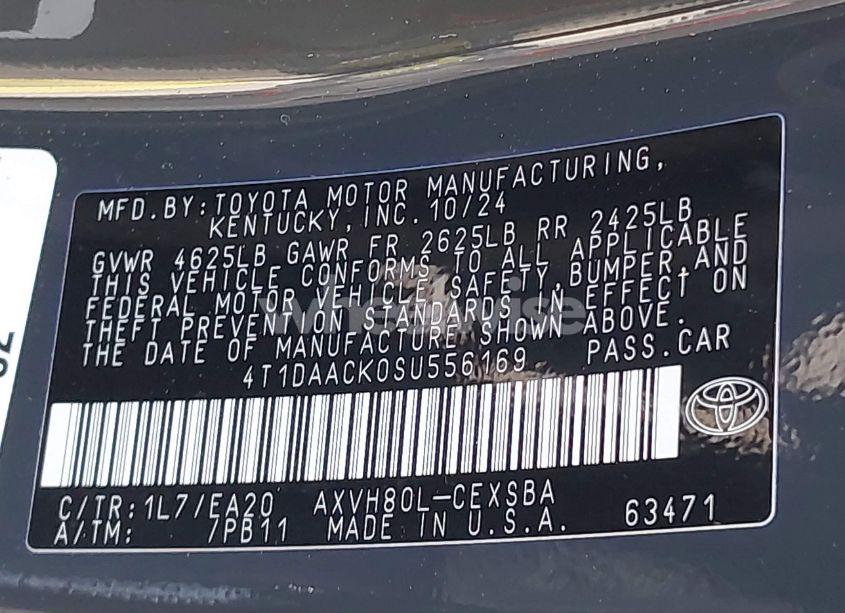 MFD.BY:TOYOTA MOTOR MANUFACTURING,
KENTUCKY,INC.10/24
GVWR 4625LB GAWR FR 2625LB RR 2425LB
THIS VEHICLE CONFORMS TO ALL APPLICABLE
FEDERAL MOTOR VEHICLE SAFETY,BUMPER,AND
THEFT PREVENTION STANDARDS IN EFFECT ON
THE DATE OF MANUFACTURE SHOWN ABOVE.
4T1DAACK0SU556169 PASS.CAR
C/TR:1L7/EA20 AXVH80L-CEXSBA
A/TM: /PB11 MADE IN U.S.A. 63471